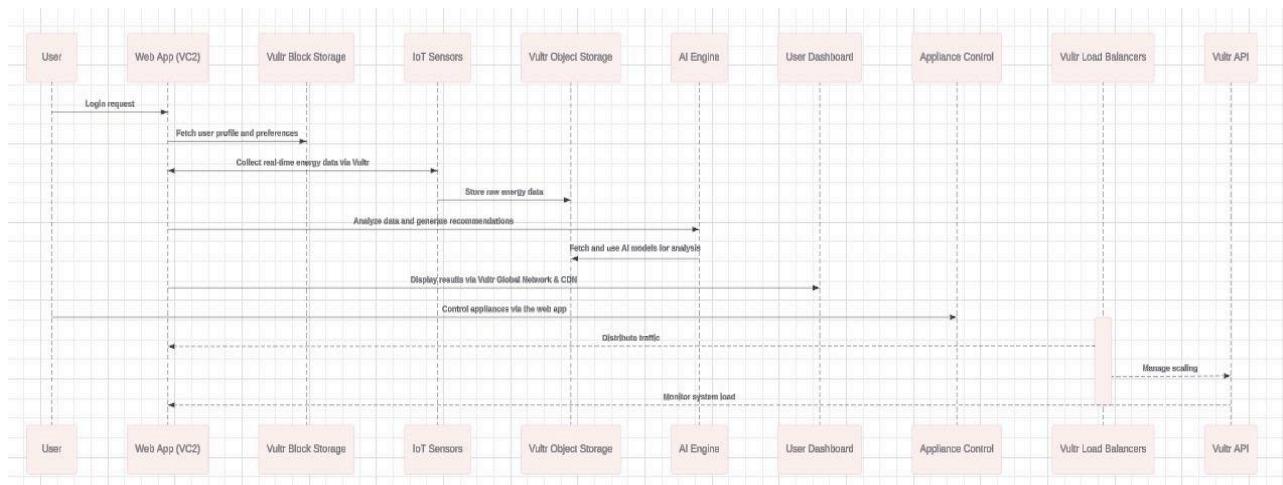 User
Web App (VC2)
Vultr Block Storage
IoT Sensors
Vultr Object Storage
AI Engine
User Dashboard
Appliance Control
Vultr Load Balancers
Vultr API
Login request
Fetch user profile and preferences
Collect real-time energy data via Vultr
Store raw energy data
Analyze data and generate recommendations
Fetch and use AI models for analysis
Display results via Vultr Global Network & CDN
Control appliances via the web app
Distribute traffic
Manage scaling
Monitor system load
User
Web App (VC2)
Vultr Block Storage
IoT Sensors
Vultr Object Storage
AI Engine
User Dashboard
Appliance Control
Vultr Load Balancers
Vultr API